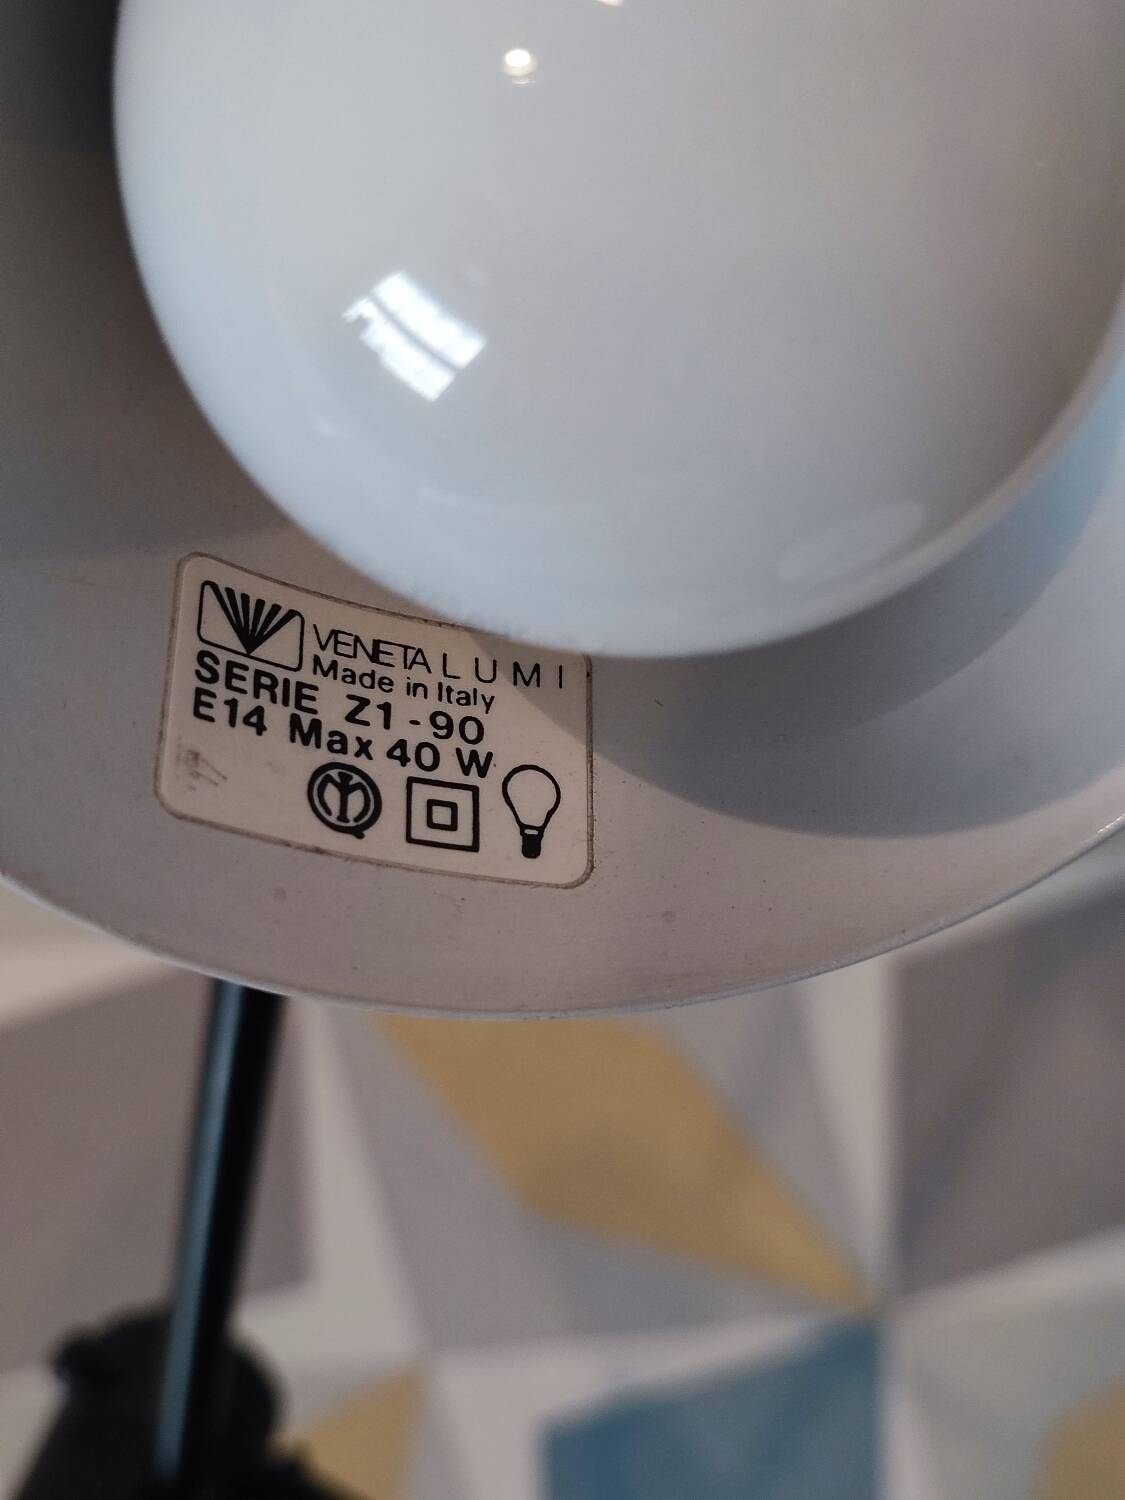 VENETA LUMI
Made in Italy
SERIE Z1-90
E14 Max 40 W